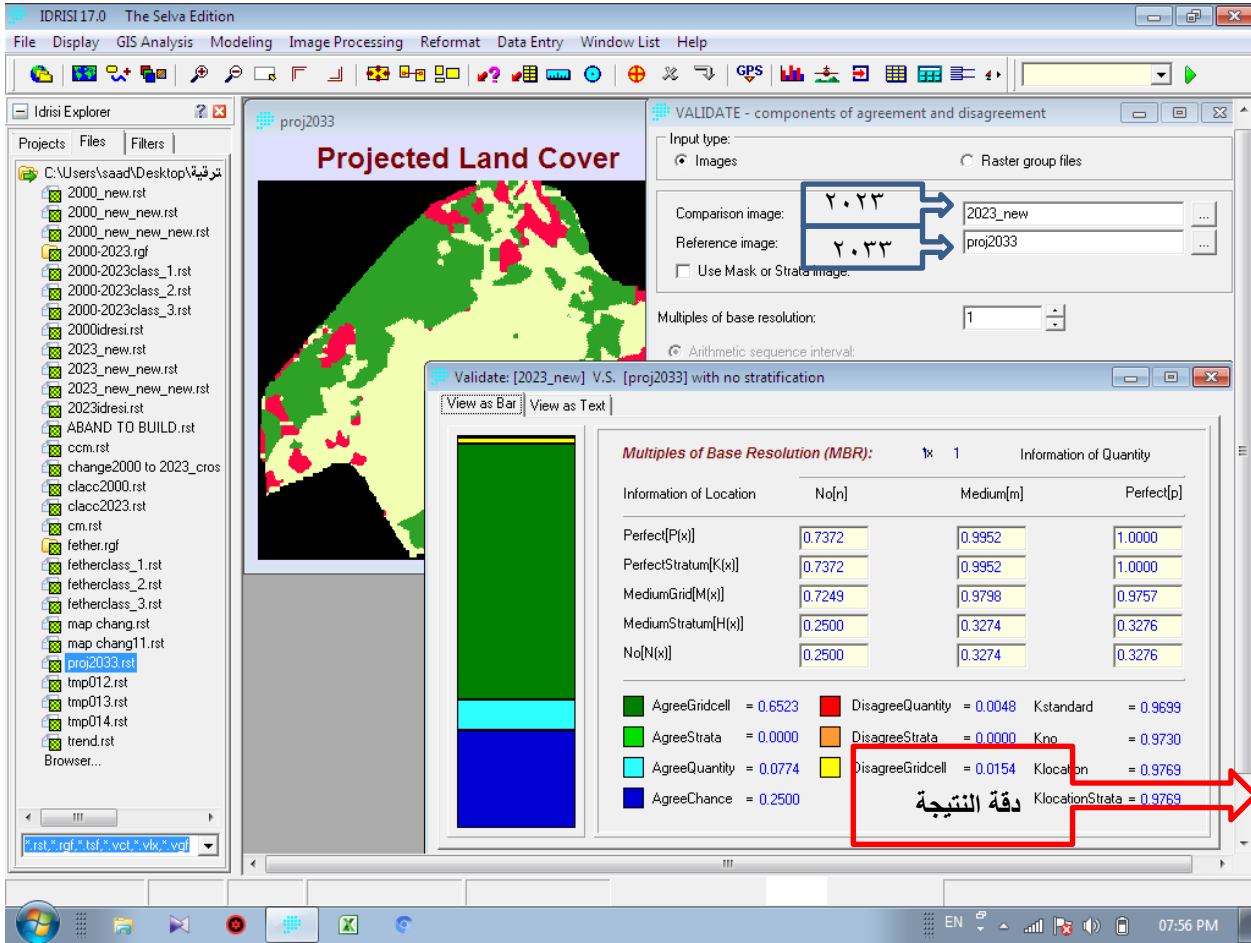 IDRISI 17.0 The Selva Edition
File Display GIS Analysis Modeling Image Processing Reformat Data Entry Window List Help
GPS
Idrisi Explorer
Projects Files Filters
C:\Users\saad\Desktop\ترقية
2000_new.rst
2000_new_new.rst
2000_new_new_new.rst
2000-2023.rgf
2000-2023class_1.rst
2000-2023class_2.rst
2000-2023class_3.rst
2000idresi.rst
2023_new.rst
2023_new_new.rst
2023_new_new_new.rst
2023idresi.rst
ABAND TO BUILD.rst
ccm.rst
change2000 to 2023_cros
clacc2000.rst
clacc2023.rst
cm.rst
fether.rgf
fetherclass_1.rst
fetherclass_2.rst
fetherclass_3.rst
map chang.rst
map chang11.rst
proj2033.rst
tmp012.rst
tmp013.rst
tmp014.rst
trend.rst
Browser...
*.rst,*.rgf,*.tsf,*.vct,*.vlx,*.vgf
proj2033
Projected Land Cover
VALIDATE - components of agreement and disagreement
Input type:
Images Raster group files
Comparison image: ٢٠٢٣ 2023_new ...
Reference image: ٢٠٣٣ proj2033 ...
Use Mask or Strata image:
Multiples of base resolution: 1
Arithmetic sequence interval:
Validate: [2023_new] V.S. [proj2033] with no stratification
View as Bar View as Text
Multiples of Base Resolution (MBR): 1x 1 Information of Quantity
Information of Location No[n] Medium[m] Perfect[p]
Perfect[P(x)] 0.7372 0.9952 1.0000
PerfectStratum[K(x)] 0.7372 0.9952 1.0000
MediumGrid[M(x)] 0.7249 0.9798 0.9757
MediumStratum[H(x)] 0.2500 0.3274 0.3276
No[N(x)] 0.2500 0.3274 0.3276
AgreeGridcell = 0.6523 DisagreeQuantity = 0.0048 Kstandard = 0.9699
AgreeStrata = 0.0000 DisagreeStrata = 0.0000 Kno = 0.9730
AgreeQuantity = 0.0774 DisagreeGridcell = 0.0154 Klocation = 0.9769
AgreeChance = 0.2500 دقة النتيجة KlocationStrata = 0.9769
EN 07:56 PM